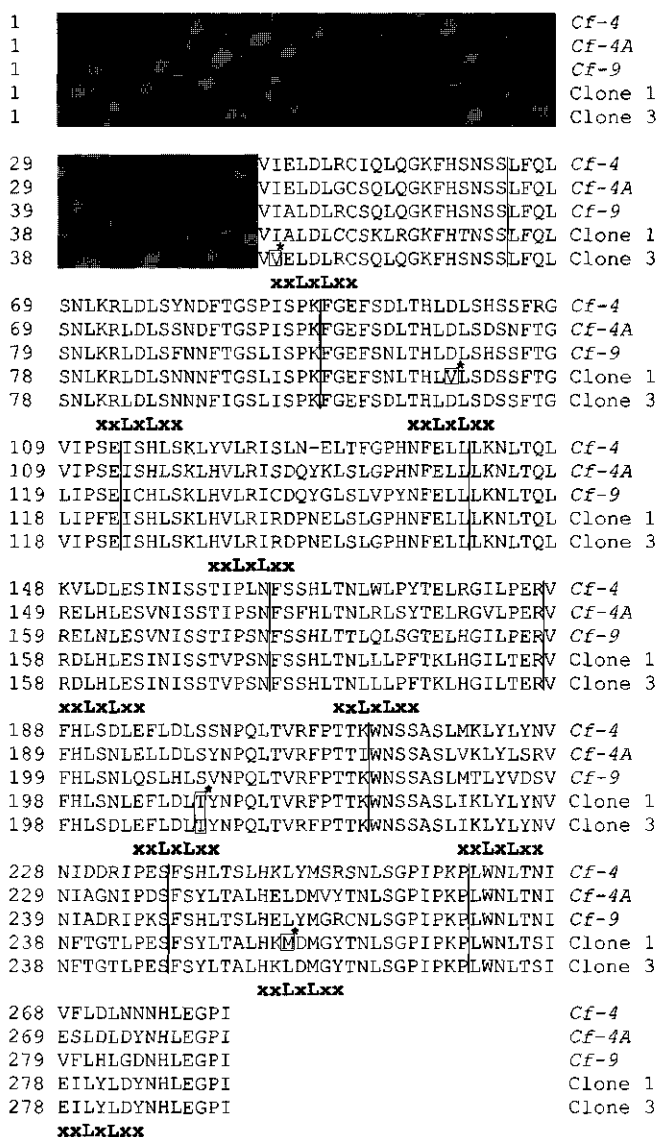 1 Cf-4
1 Cf-4A
1 Cf-9
1 Clone 1
1 Clone 3
29 VIELDLRCIQLQGKFHSNSSLFQL Cf-4
29 VIELDLGCSQLQGKFHSNSSLFQL Cf-4A
39 VIALDLRCSQLQGKFHSNSSLFQL Cf-9
38 VIALDLCCSKLRGKFHTNSSLFQL Clone 1
38 VVELDLRCSQLQGKFHSNSSLFQL Clone 3
*
xxLxLxx
69 SNLKRLDLSYNDFTGSPISPKFGEFSDLTHLDLSHSSFRG Cf-4
69 SNLKRLDLSYNDFTGSPISPKFGEFSDLTHLDLSDSNFTG Cf-4A
79 SNLKRLDLSFNNFTGSLISPKFGEFSNLTHLDLSHSSFTG Cf-9
78 SNLKRLDLSNNNFTGSLISPKFGEFSNLTHLVLSDSSFTG Clone 1
*
78 SNLKRLDLSNNNFIGSLISPKFGEFSDLTHLDLSDSSFTG Clone 3
xxLxLxx xxLxLxx
109 VIPSEISHLSKLYVLRISLN-ELTFGPHNFELLLKNLTQL Cf-4
109 VIPSEISHLSKLHVLRISDQYKLSLGPHNFELLLKNLTQL Cf-4A
119 LIPSEICHLSKLHVLRICDQYGLSLVPYNFELLLKNLTQL Cf-9
118 LIPFEISHLSKLHVLRIRDPNELSLGPHNFELLLKNLTQL Clone 1
118 VIPSEISHLSKLHVLRIRDPNELSLGPHNFELLLKNLTQL Clone 3
xxLxLxx
148 KVLDLESINISSTIPLNFSSHLTNLWLPYTELRGILPERV Cf-4
149 RELHLESVNISSTIPSNFSFHLTNLRLSYTELRGVLPERV Cf-4A
159 RELNLESVNISSTIPSNFSSHLTTLQLSGTELHGILPERV Cf-9
158 RDLHLESINISSTVPSNFSSHLTNLLLPFTKLHGILTERV Clone 1
158 RDLHLESINISSTVPSNFSSHLTNLLLPFTKLHGILTERV Clone 3
xxLxLxx xxLxLxx
188 FHLSDLEFLDLSSNPQLTVRFPTTKWNSSASLMKLYLYNV Cf-4
189 FHLSNLELLDLSYNPQLTVRFPTTIWNSSASLVKLYLSRV Cf-4A
199 FHLSNLQSLHLSVNPQLTVRFPTTKWNSSASLMTLYVDSV Cf-9
198 FHLSNLEFLDLTYNPQLTVRFPTTKWNSSASLIKLYLYNV Clone 1
*
198 FHLSDLEFLDLIYNPQLTVRFPTTKWNSSASLIKLYLYNV Clone 3
xxLxLxx xxLxLxx
228 NIDDRIPESFSHLTSLHKLYMSRSNLSGPIPKPLWNLTNI Cf-4
229 NIAGNIPDSFSHLTALHELDMVYTNLSGPIPKPLWNLTNI Cf-4A
239 NIADRIPKSFSHLTSLHELYMGRCNLSGPIPKPLWNLTNI Cf-9
238 NFTGTLPESFSYLTALHKMDMGYTNLSGPIPKPLWNLTSI Clone 1
*
238 NFTGTLPESFSYLTALHKLDMGYTNLSGPIPKPLWNLTSI Clone 3
xxLxLxx
268 VFLDLNNNHLEGPI Cf-4
269 ESLDLDYNHLEGPI Cf-4A
279 VFLHLGDNHLEGPI Cf-9
278 EILYLDYNHLEGPI Clone 1
278 EILYLDYNHLEGPI Clone 3
xxLxLxx